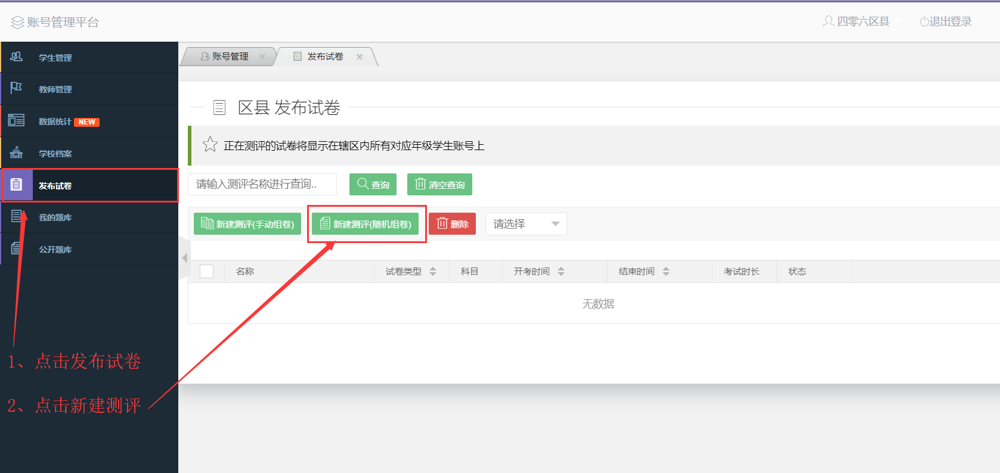 账号管理平台
四零六区县
退出登录
学生管理
教师管理
数据统计 NEW
学校档案
发布试卷
我的题库
公开题库
账号管理 ×
发布试卷 ×
区县 发布试卷
正在测评的试卷将显示在辖区内所有对应年级学生账号上
请输入测评名称进行查询..
查询
清空查询
新建测评(手动组卷)
新建测评(随机组卷)
删除
请选择
名称 试卷类型 科目 开考时间 结束时间 考试时长 状态
无数据
1、点击发布试卷
2、点击新建测评